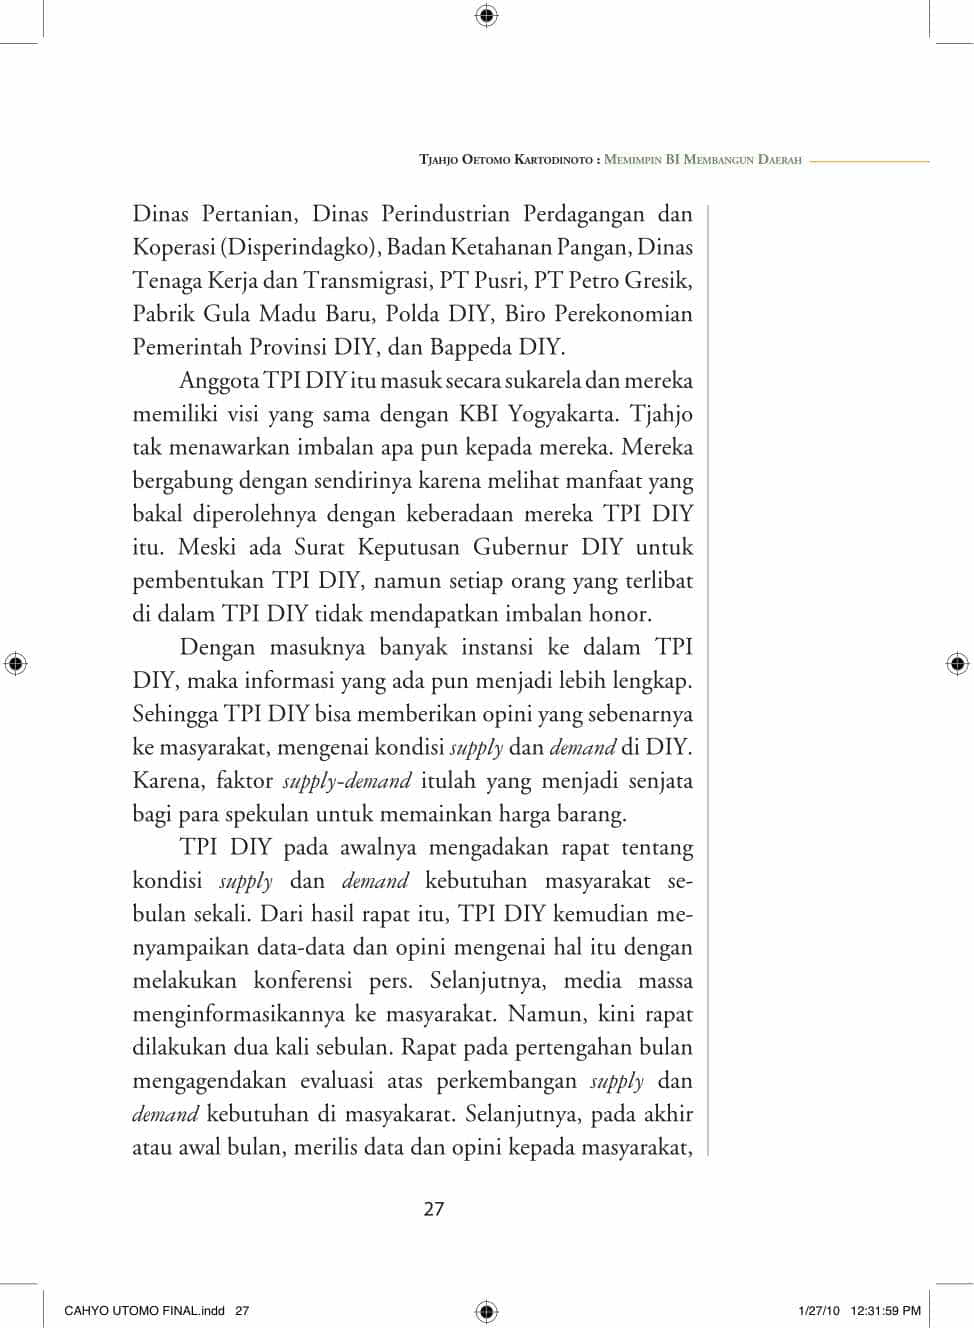 Tjahjo Oetomo Kartodinoto : Memimpin BI Membangun Daerah
Dinas Pertanian, Dinas Perindustrian Perdagangan dan
Koperasi (Disperindagko), Badan Ketahanan Pangan, Dinas
Tenaga Kerja dan Transmigrasi, PT Pusri, PT Petro Gresik,
Pabrik Gula Madu Baru, Polda DIY, Biro Perekonomian
Pemerintah Provinsi DIY, dan Bappeda DIY.
Anggota TPI DIY itu masuk secara sukarela dan mereka
memiliki visi yang sama dengan KBI Yogyakarta. Tjahjo
tak menawarkan imbalan apa pun kepada mereka. Mereka
bergabung dengan sendirinya karena melihat manfaat yang
bakal diperolehnya dengan keberadaan mereka TPI DIY
itu. Meski ada Surat Keputusan Gubernur DIY untuk
pembentukan TPI DIY, namun setiap orang yang terlibat
di dalam TPI DIY tidak mendapatkan imbalan honor.
Dengan masuknya banyak instansi ke dalam TPI
DIY, maka informasi yang ada pun menjadi lebih lengkap.
Sehingga TPI DIY bisa memberikan opini yang sebenarnya
ke masyarakat, mengenai kondisi supply dan demand di DIY.
Karena, faktor supply-demand itulah yang menjadi senjata
bagi para spekulan untuk memainkan harga barang.
TPI DIY pada awalnya mengadakan rapat tentang
kondisi supply dan demand kebutuhan masyarakat se-
bulan sekali. Dari hasil rapat itu, TPI DIY kemudian me-
nyampaikan data-data dan opini mengenai hal itu dengan
melakukan konferensi pers. Selanjutnya, media massa
menginformasikannya ke masyarakat. Namun, kini rapat
dilakukan dua kali sebulan. Rapat pada pertengahan bulan
mengagendakan evaluasi atas perkembangan supply dan
demand kebutuhan di masyakarat. Selanjutnya, pada akhir
atau awal bulan, merilis data dan opini kepada masyarakat,
27
CAHYO UTOMO FINAL.indd 27
1/27/10 12:31:59 PM